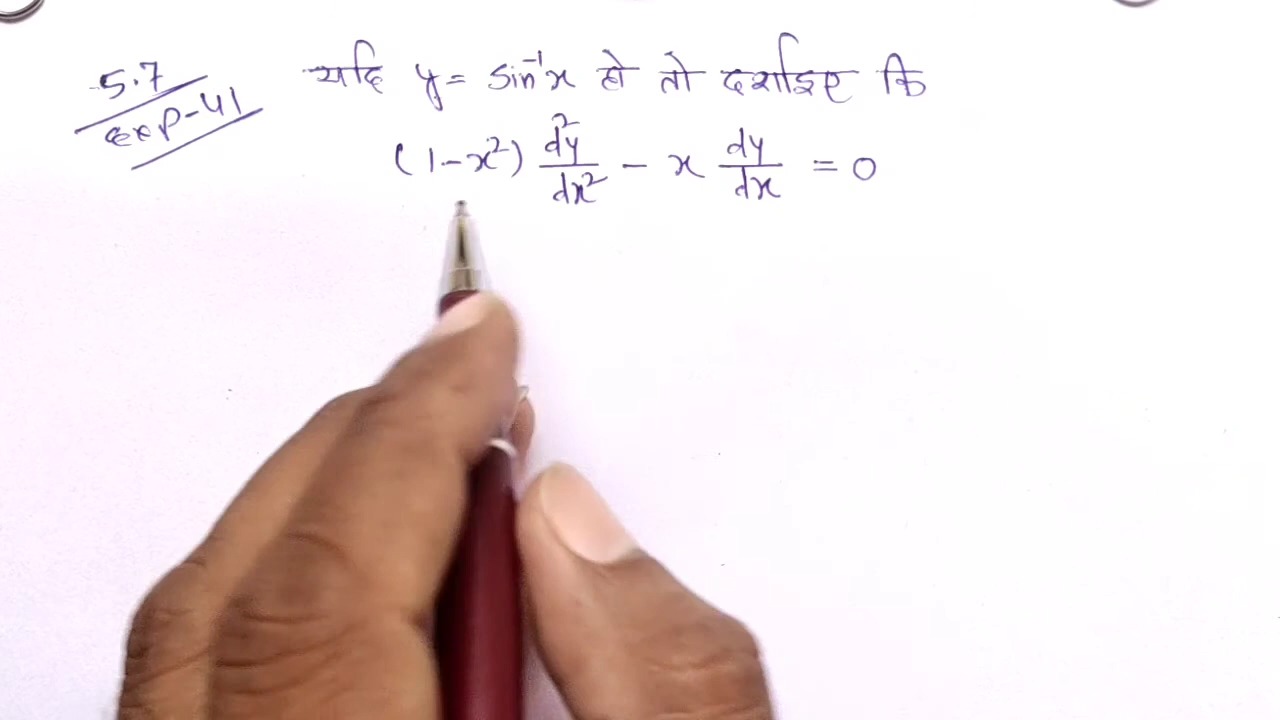 5.7
exp-41
यदि y = sin⁻¹x हो तो दर्शाइए कि
(1-x²) d²y/dx² - x dy/dx = 0